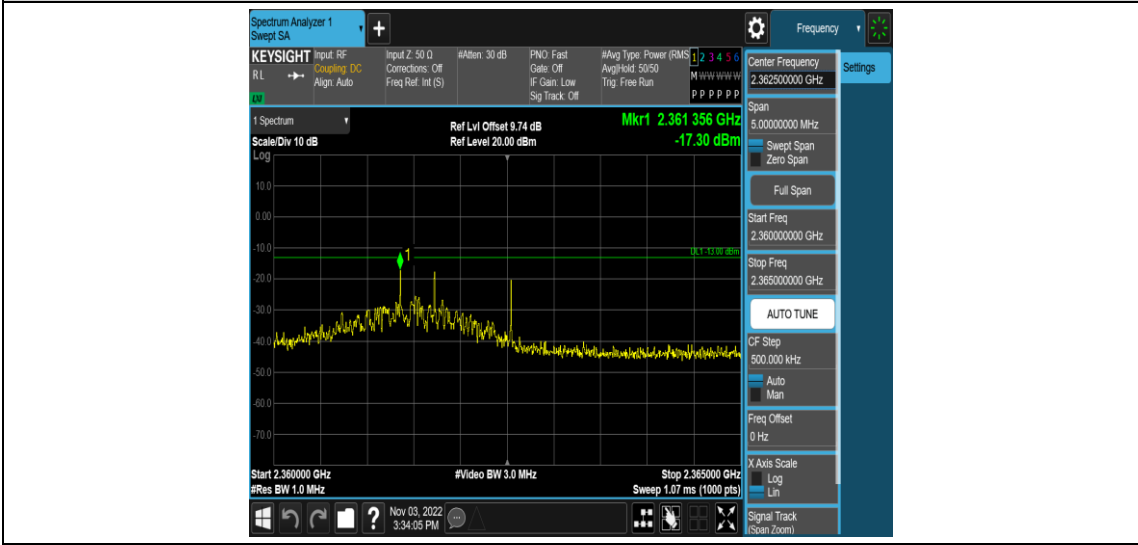 Spectrum Analyzer 1
Swept SA
+
Frequency
KEYSIGHT
Input: RF
Coupling: DC
Align: Auto
Input Z: 50 Ω
Corrections: Off
Freq Ref: Int (S)
#Atten: 30 dB
PNO: Fast
Gate: Off
IF Gain: Low
Sig Track: Off
#Avg Type: Power (RMS
Avg|Hold: 50/50
Trig: Free Run
1 2 3 4 5 6
M W W W W W
P P P P P P
R L
1 Spectrum
Scale/Div 10 dB
Log
Ref Lvl Offset 9.74 dB
Ref Level 20.00 dBm
Mkr1 2.361 356 GHz
-17.30 dBm
10.0
0.00
-10.0
-20.0
-30.0
-40.0
-50.0
-60.0
-70.0
1
DL1 -13.00 dBm
Start 2.360000 GHz
#Res BW 1.0 MHz
#Video BW 3.0 MHz
Stop 2.365000 GHz
Sweep 1.07 ms (1000 pts)
?
Nov 03, 2022
3:34:05 PM
Settings
Center Frequency
2.362500000 GHz
Span
5.00000000 MHz
Swept Span
Zero Span
Full Span
Start Freq
2.360000000 GHz
Stop Freq
2.365000000 GHz
AUTO TUNE
CF Step
500.000 kHz
Auto
Man
Freq Offset
0 Hz
X Axis Scale
Log
Lin
Signal Track
(Span Zoom)